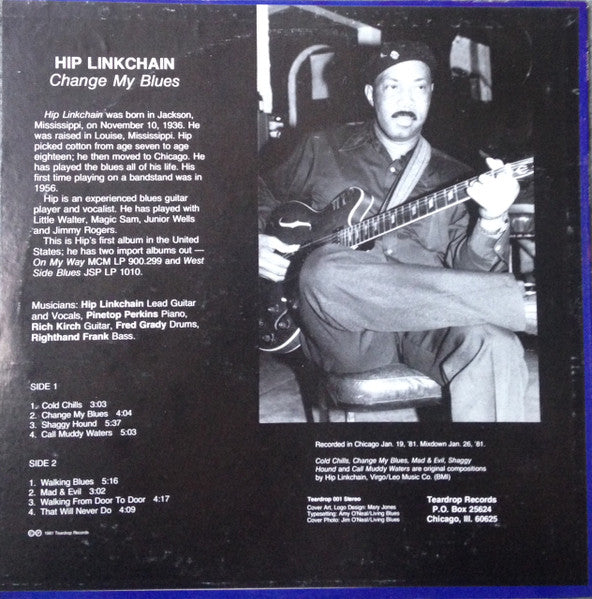 HIP LINKCHAIN
Change My Blues
Hip Linkchain was born in Jackson,
Mississippi, on November 10, 1936. He
was raised in Louise, Mississippi. Hip
picked cotton from age seven to age
eighteen; he then moved to Chicago. He
has played the blues all of his life. His
first time playing on a bandstand was in
1956.
Hip is an experienced blues guitar
player and vocalist. He has played with
Little Walter, Magic Sam, Junior Wells
and Jimmy Rogers.
This is Hip's first album in the United
States; he has two import albums out —
On My Way MCM LP 900.299 and West
Side Blues JSP LP 1010.
Musicians: Hip Linkchain Lead Guitar
and Vocals, Pinetop Perkins Piano,
Rich Kirch Guitar, Fred Grady Drums,
Righthand Frank Bass.
SIDE 1
1. Cold Chills 3:03
2. Change My Blues 4:04
3. Shaggy Hound 5:37
4. Call Muddy Waters 5:03
SIDE 2
1. Walking Blues 5:16
2. Mad & Evil 3:02
3. Walking From Door To Door 4:17
4. That Will Never Do 4:09
©℗ 1981 Teardrop Records
Recorded in Chicago Jan. 19, '81. Mixdown Jan. 26, '81.
Cold Chills, Change My Blues, Mad & Evil, Shaggy
Hound and Call Muddy Waters are original compositions
by Hip Linkchain, Virgo/Leo Music Co. (BMI)
Teardrop 001 Stereo
Cover Art, Logo Design: Mary Jones
Typesetting: Amy O'Neal/Living Blues
Cover Photo: Jim O'Neal/Living Blues
Teardrop Records
P.O. Box 25624
Chicago, Ill. 60625